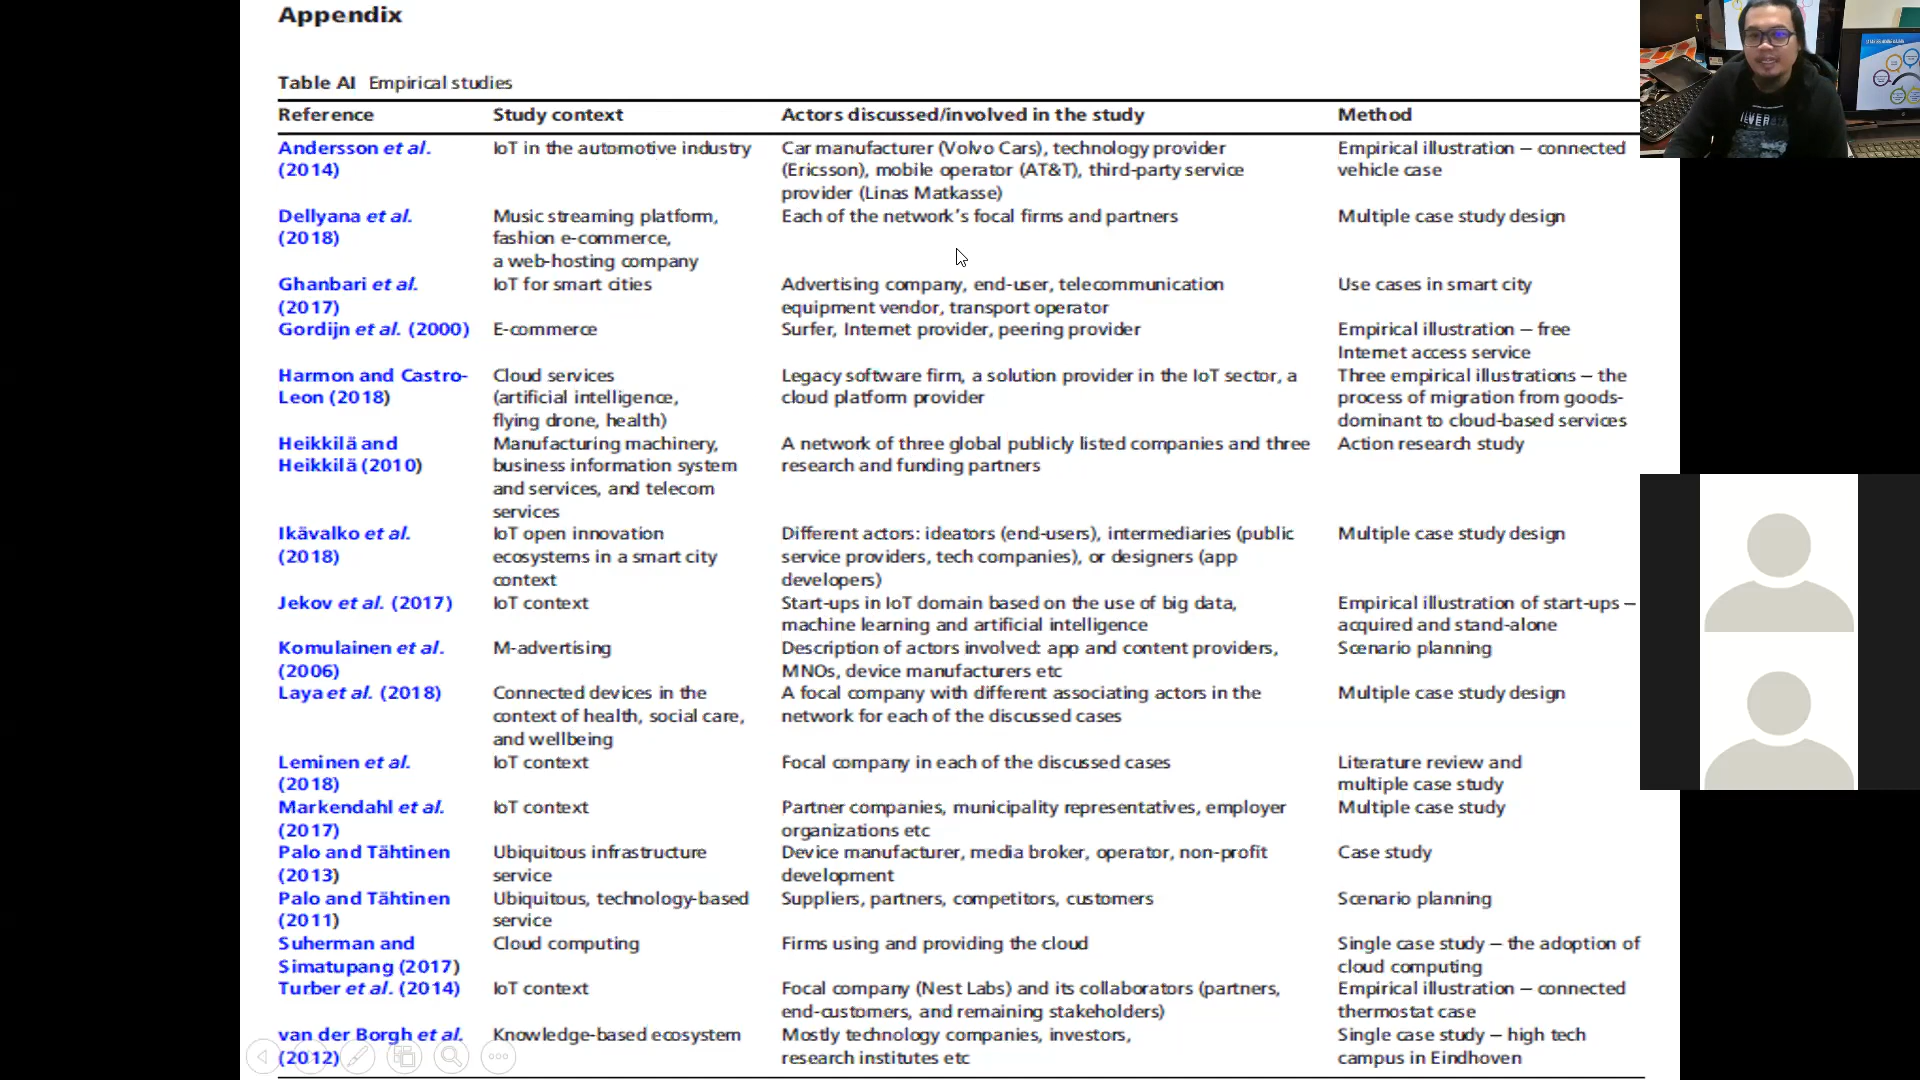 Appendix
Table AI Empirical studies
Reference Study context Actors discussed/involved in the study Method
Andersson et al. IoT in the automotive industry Car manufacturer (Volvo Cars), technology provider Empirical illustration – connected
(2014) (Ericsson), mobile operator (AT&T), third-party service vehicle case
provider (Linas Matkasse)
Dellyana et al. Music streaming platform, Each of the network's focal firms and partners Multiple case study design
(2018) fashion e-commerce,
a web-hosting company
Ghanbari et al. IoT for smart cities Advertising company, end-user, telecommunication Use cases in smart city
(2017) equipment vendor, transport operator
Gordijn et al. (2000) E-commerce Surfer, Internet provider, peering provider Empirical illustration – free
Internet access service
Harmon and Castro- Cloud services Legacy software firm, a solution provider in the IoT sector, a Three empirical illustrations – the
Leon (2018) (artificial intelligence, cloud platform provider process of migration from goods-
flying drone, health) dominant to cloud-based services
Heikkilä and Manufacturing machinery, A network of three global publicly listed companies and three Action research study
Heikkilä (2010) business information system research and funding partners
and services, and telecom
services
Ikävalko et al. IoT open innovation Different actors: ideators (end-users), intermediaries (public Multiple case study design
(2018) ecosystems in a smart city service providers, tech companies), or designers (app
context developers)
Jekov et al. (2017) IoT context Start-ups in IoT domain based on the use of big data, Empirical illustration of start-ups –
machine learning and artificial intelligence acquired and stand-alone
Komulainen et al. M-advertising Description of actors involved: app and content providers, Scenario planning
(2006) MNOs, device manufacturers etc
Laya et al. (2018) Connected devices in the A focal company with different associating actors in the Multiple case study design
context of health, social care, network for each of the discussed cases
and wellbeing
Leminen et al. IoT context Focal company in each of the discussed cases Literature review and
(2018) multiple case study
Markendahl et al. IoT context Partner companies, municipality representatives, employer Multiple case study
(2017) organizations etc
Palo and Tähtinen Ubiquitous infrastructure Device manufacturer, media broker, operator, non-profit Case study
(2013) service development
Palo and Tähtinen Ubiquitous, technology-based Suppliers, partners, competitors, customers Scenario planning
(2011) service
Suherman and Cloud computing Firms using and providing the cloud Single case study – the adoption of
Simatupang (2017) cloud computing
Turber et al. (2014) IoT context Focal company (Nest Labs) and its collaborators (partners, Empirical illustration – connected
end-customers, and remaining stakeholders) thermostat case
van der Borgh et al. Knowledge-based ecosystem Mostly technology companies, investors, Single case study – high tech
(2012) research institutes etc campus in Eindhoven